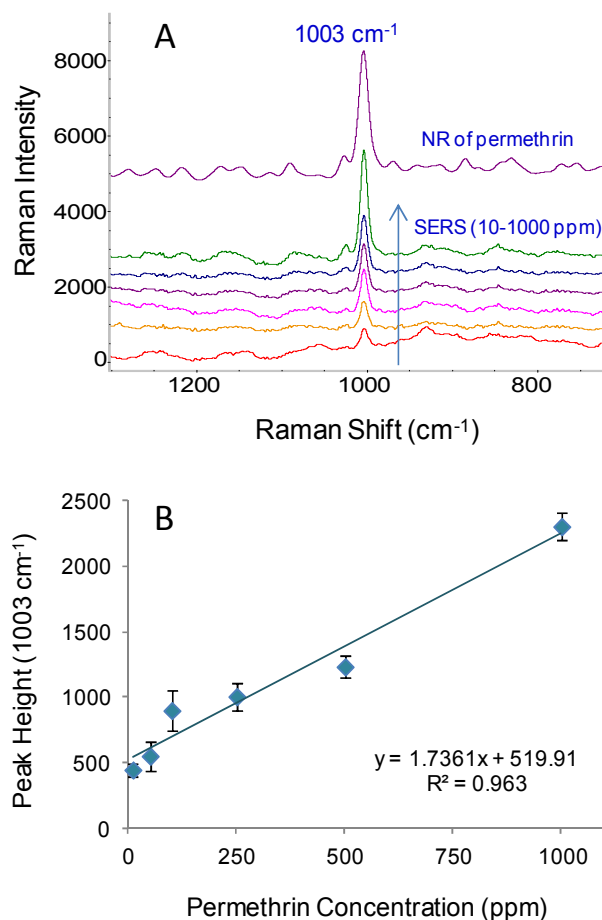 A
1003 cm⁻¹
8000
6000
4000
2000
0
Raman Intensity
NR of permethrin
SERS (10-1000 ppm)
1200 1000 800
Raman Shift (cm⁻¹)
B
2500
2000
1500
1000
500
0
Peak Height (1003 cm⁻¹)
y = 1.7361x + 519.91
R² = 0.963
0 250 500 750 1000
Permethrin Concentration (ppm)